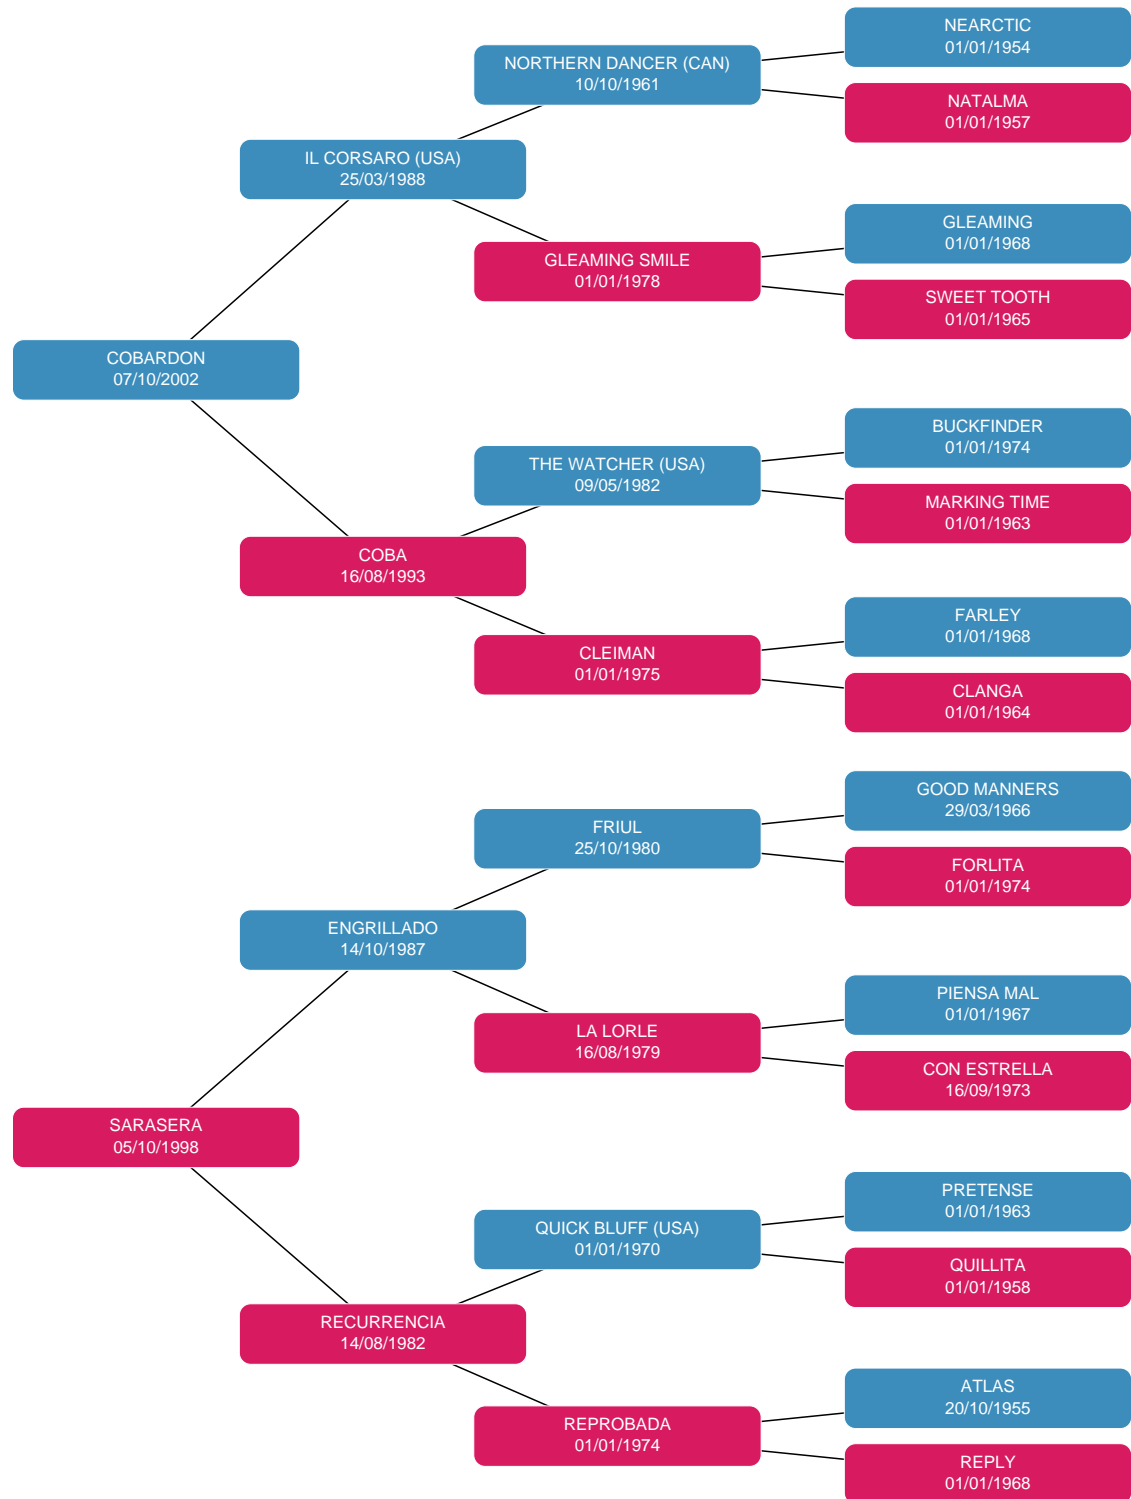 NEARCTIC
01/01/1954
NORTHERN DANCER (CAN)
10/10/1961
NATALMA
01/01/1957
IL CORSARO (USA)
25/03/1988
GLEAMING
01/01/1968
GLEAMING SMILE
01/01/1978
SWEET TOOTH
01/01/1965
COBARDON
07/10/2002
BUCKFINDER
01/01/1974
THE WATCHER (USA)
09/05/1982
MARKING TIME
01/01/1963
COBA
16/08/1993
FARLEY
01/01/1968
CLEIMAN
01/01/1975
CLANGA
01/01/1964
GOOD MANNERS
29/03/1966
FRIUL
25/10/1980
FORLITA
01/01/1974
ENGRILLADO
14/10/1987
PIENSA MAL
01/01/1967
LA LORLE
16/08/1979
CON ESTRELLA
16/09/1973
SARASERA
05/10/1998
PRETENSE
01/01/1963
QUICK BLUFF (USA)
01/01/1970
QUILLITA
01/01/1958
RECURRENCIA
14/08/1982
ATLAS
20/10/1955
REPROBADA
01/01/1974
REPLY
01/01/1968